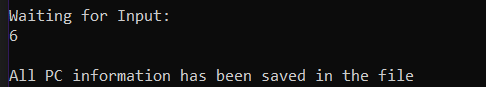 Waiting for Input:
6
All PC information has been saved in the file